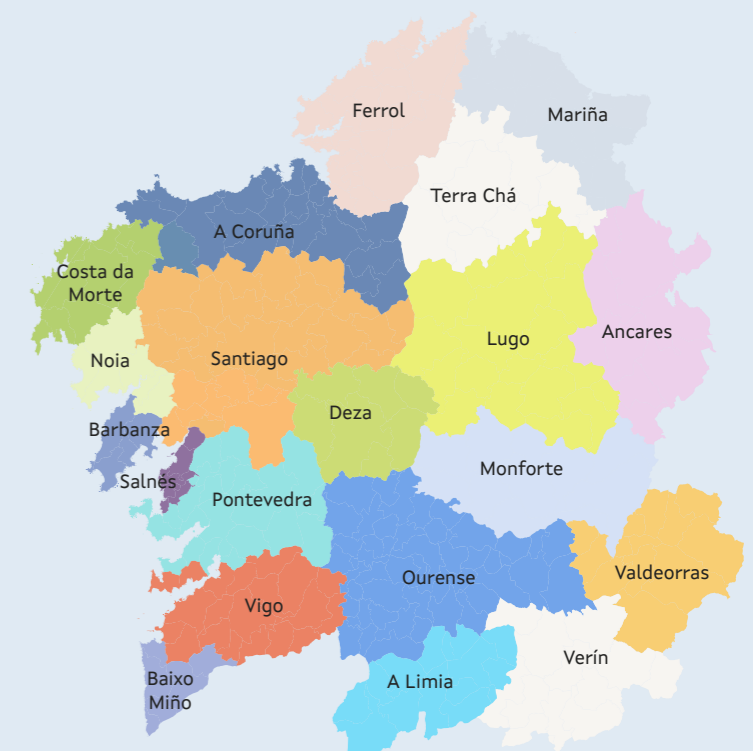 Ferrol
Mariña
Terra Chá
A Coruña
Costa da
Morte
Ancares
Lugo
Santiago
Noia
Deza
Barbanza
Monforte
Salnés
Pontevedra
Valdeorras
Ourense
Vigo
Verín
Baixo
Miño
A Limia